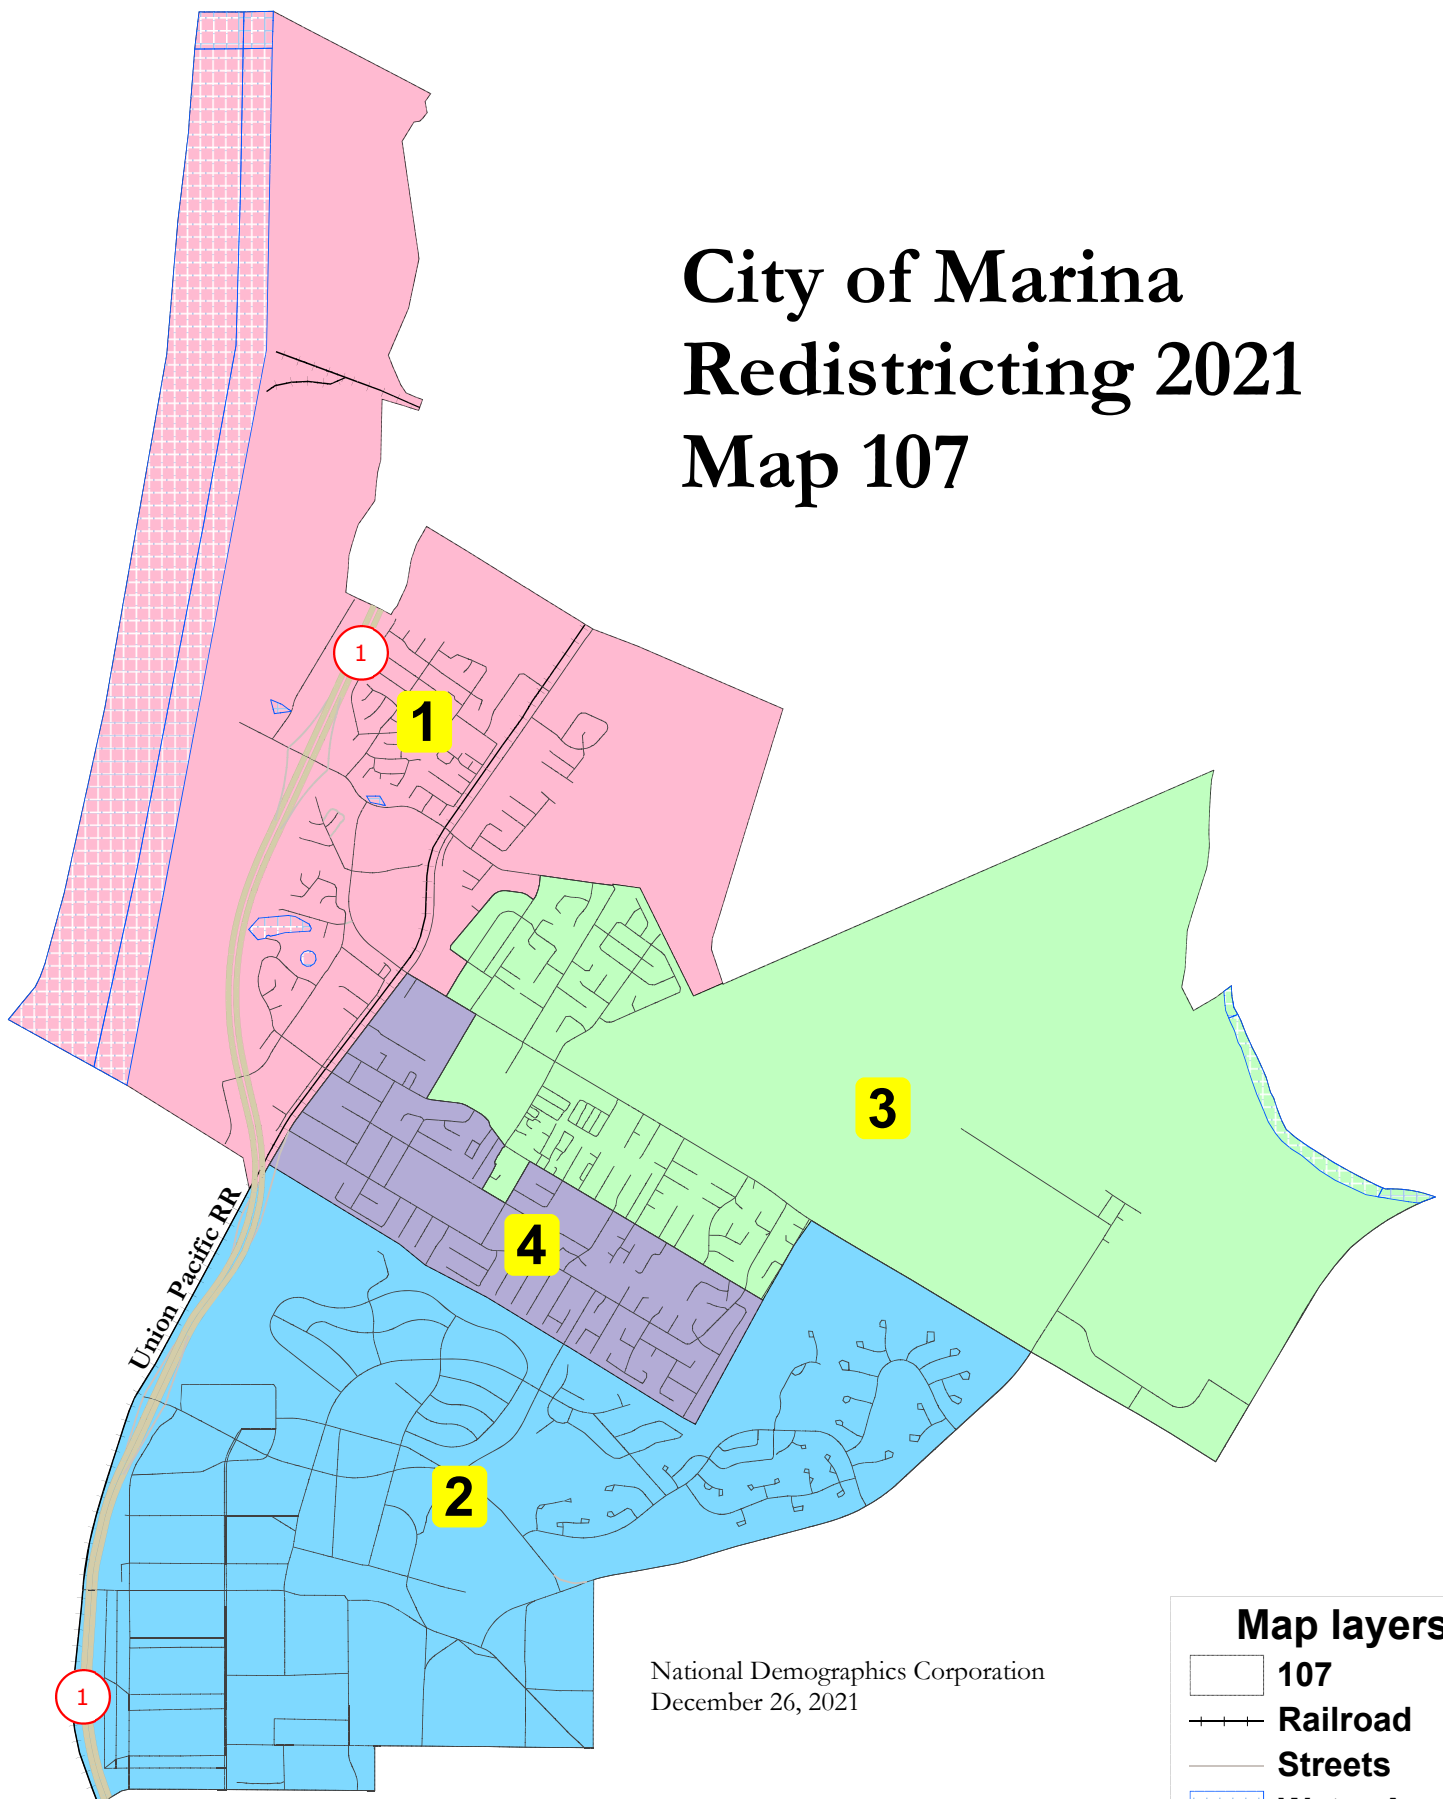 City of Marina
Redistricting 2021
Map 107
1
1
3
4
Union Pacific RR
2
1
National Demographics Corporation
December 26, 2021
Map layers
107
Railroad
Streets